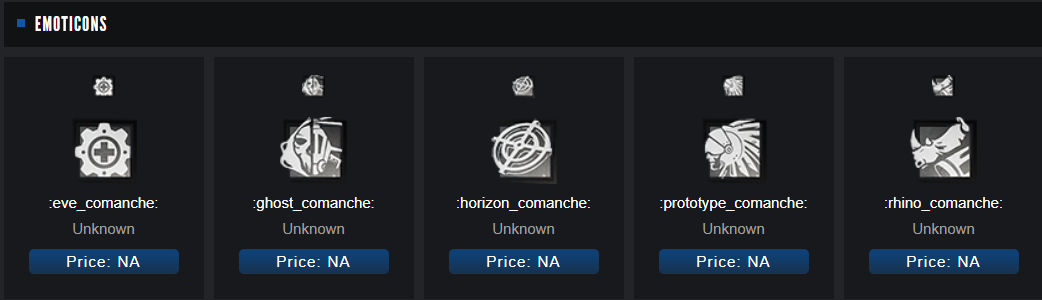 EMOTICONS
:eve_comanche: :ghost_comanche: :horizon_comanche: :prototype_comanche: :rhino_comanche:
Unknown Unknown Unknown Unknown Unknown
Price: NA Price: NA Price: NA Price: NA Price: NA